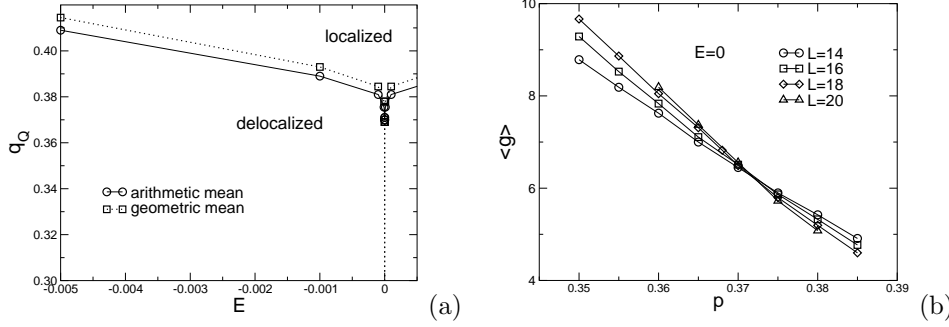 0.40
0.38
0.36
0.34
0.32
0.30
q_Q
localized
delocalized
arithmetic mean
geometric mean
-0.005 -0.004 -0.003 -0.002 -0.001 0
E
(a)
10
8
6
4
<g>
E=0
L=14
L=16
L=18
L=20
0.35 0.36 0.37 0.38 0.39
p
(b)